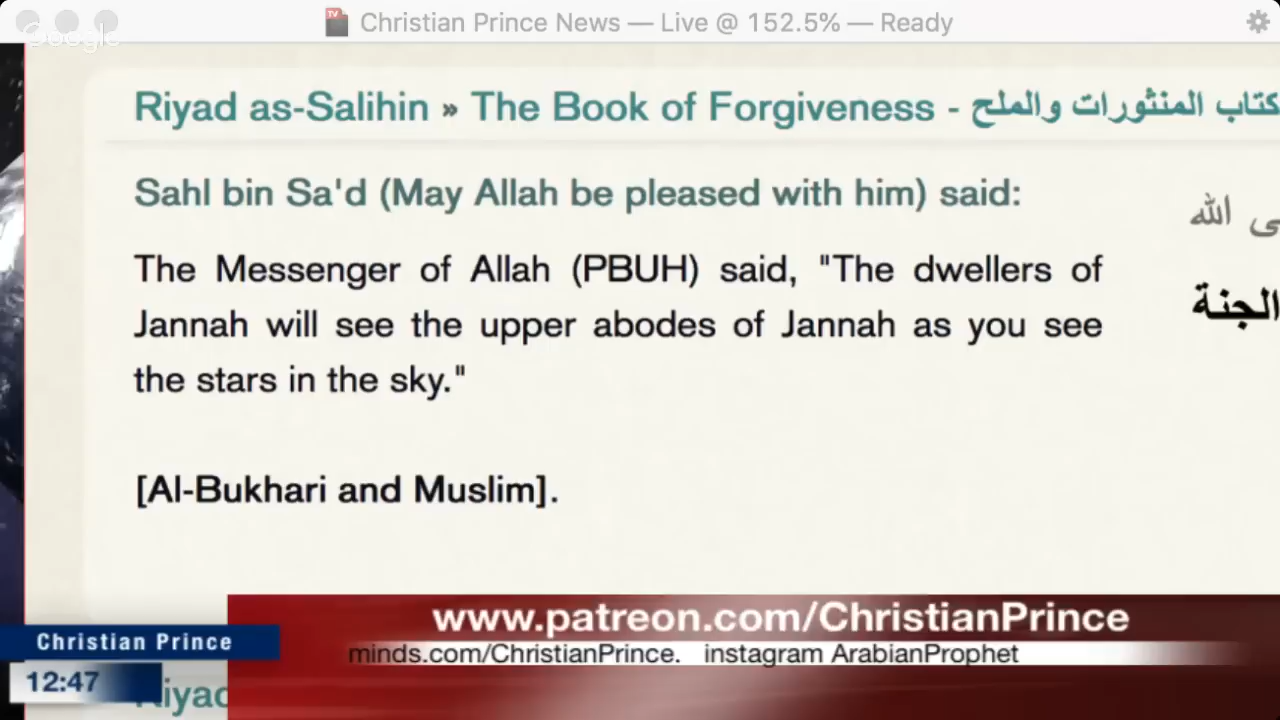 Christian Prince News — Live @ 152.5% — Ready
Google
Riyad as-Salihin » The Book of Forgiveness - كتاب المنثورات والملح
Sahl bin Sa'd (May Allah be pleased with him) said:
ى الله
The Messenger of Allah (PBUH) said, "The dwellers of
الجنة
Jannah will see the upper abodes of Jannah as you see
the stars in the sky."
[Al-Bukhari and Muslim].
www.patreon.com/ChristianPrince
Christian Prince
minds.com/ChristianPrince. instagram ArabianProphet
12:47